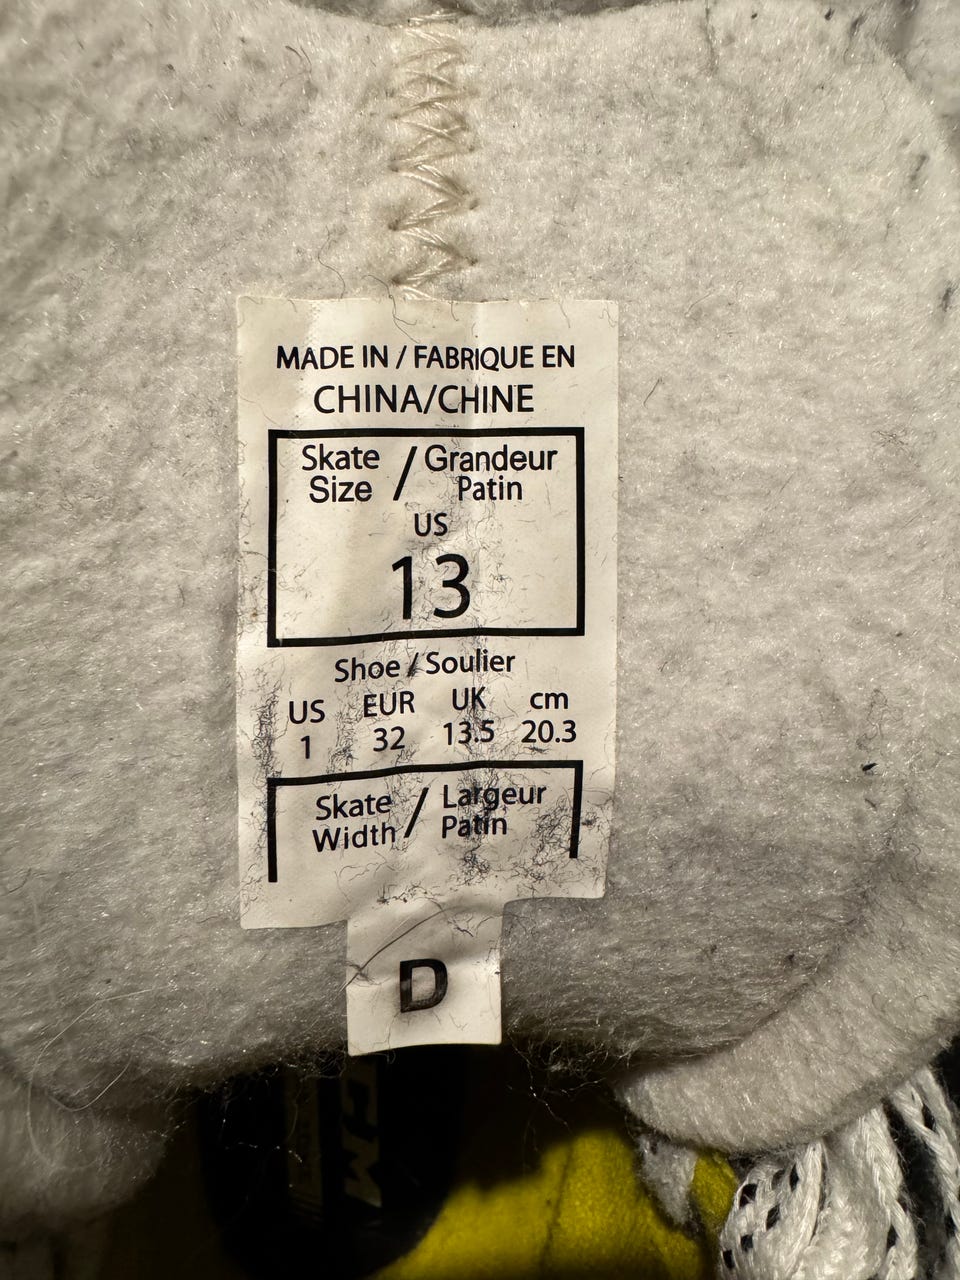 MADE IN / FABRIQUE EN
CHINA/CHINE
Skate / Grandeur
Size Patin
US
13
Shoe / Soulier
US EUR UK cm
1 32 13.5 20.3
Skate / Largeur
Width Patin
D
CCM